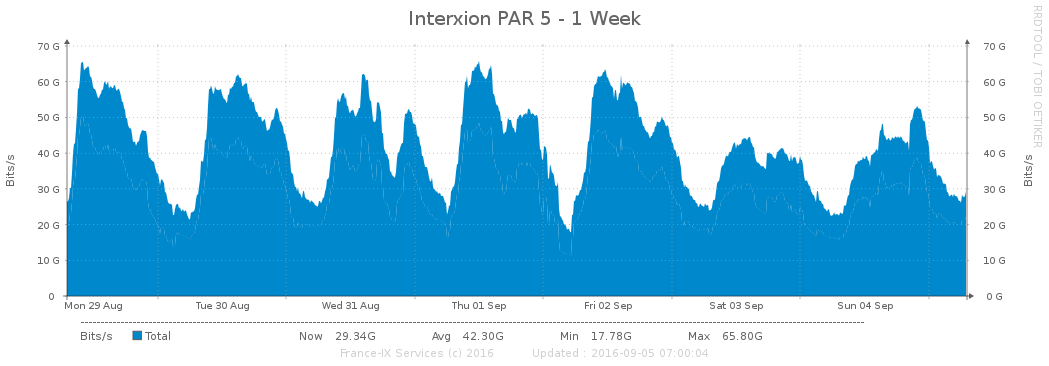 Interxion PAR 5 - 1 Week
RRDTOOL / TOBI OETIKER
Bits/s
70 G
60 G
50 G
40 G
30 G
20 G
10 G
0
70 G
60 G
50 G
40 G
30 G
20 G
10 G
0 G
Bits/s
Mon 29 Aug Tue 30 Aug Wed 31 Aug Thu 01 Sep Fri 02 Sep Sat 03 Sep Sun 04 Sep
Bits/s Total Now 29.34G Avg 42.30G Min 17.78G Max 65.80G
France-IX Services (c) 2016 Updated : 2016-09-05 07:00:04